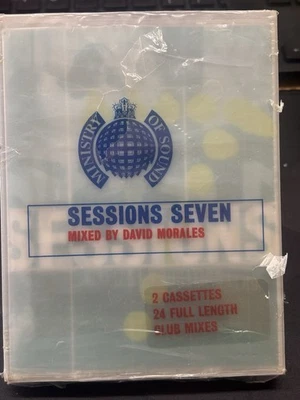 MINISTRY OF SOUND
SESSIONS SEVEN
MIXED BY DAVID MORALES
2 CASSETTES
24 FULL LENGTH
CLUB MIXES